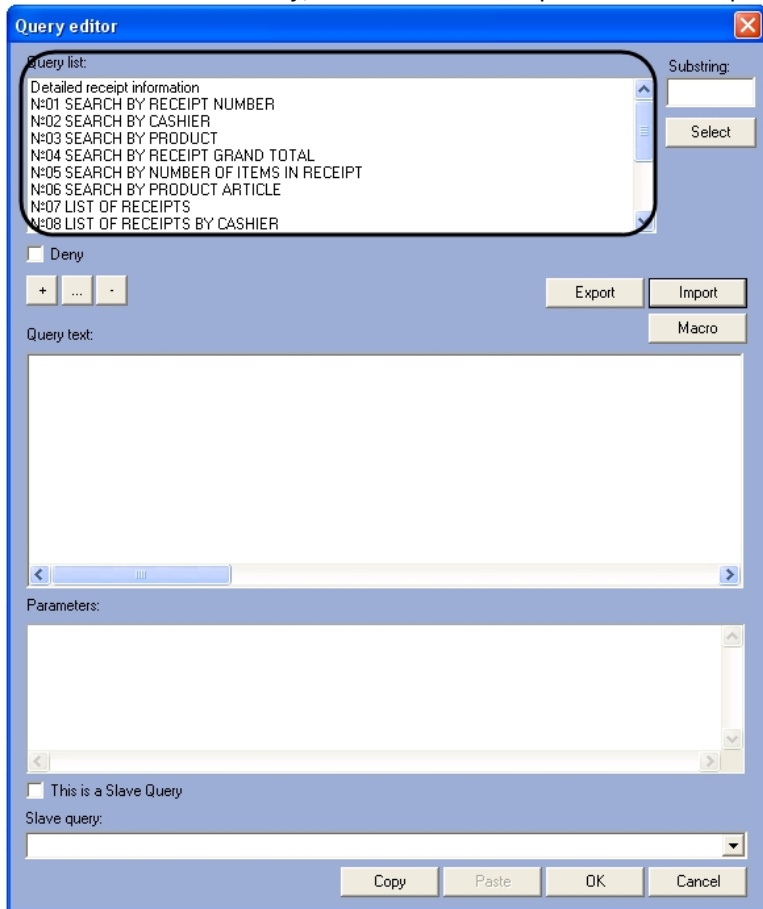 Query editor
Query list:
Substring:
Detailed receipt information
№01 SEARCH BY RECEIPT NUMBER
№02 SEARCH BY CASHIER
№03 SEARCH BY PRODUCT
№04 SEARCH BY RECEIPT GRAND TOTAL
№05 SEARCH BY NUMBER OF ITEMS IN RECEIPT
№06 SEARCH BY PRODUCT ARTICLE
№07 LIST OF RECEIPTS
№08 LIST OF RECEIPTS BY CASHIER
Select
Deny
+ ... -
Export Import
Macro
Query text:
Parameters:
This is a Slave Query
Slave query:
Copy Paste OK Cancel